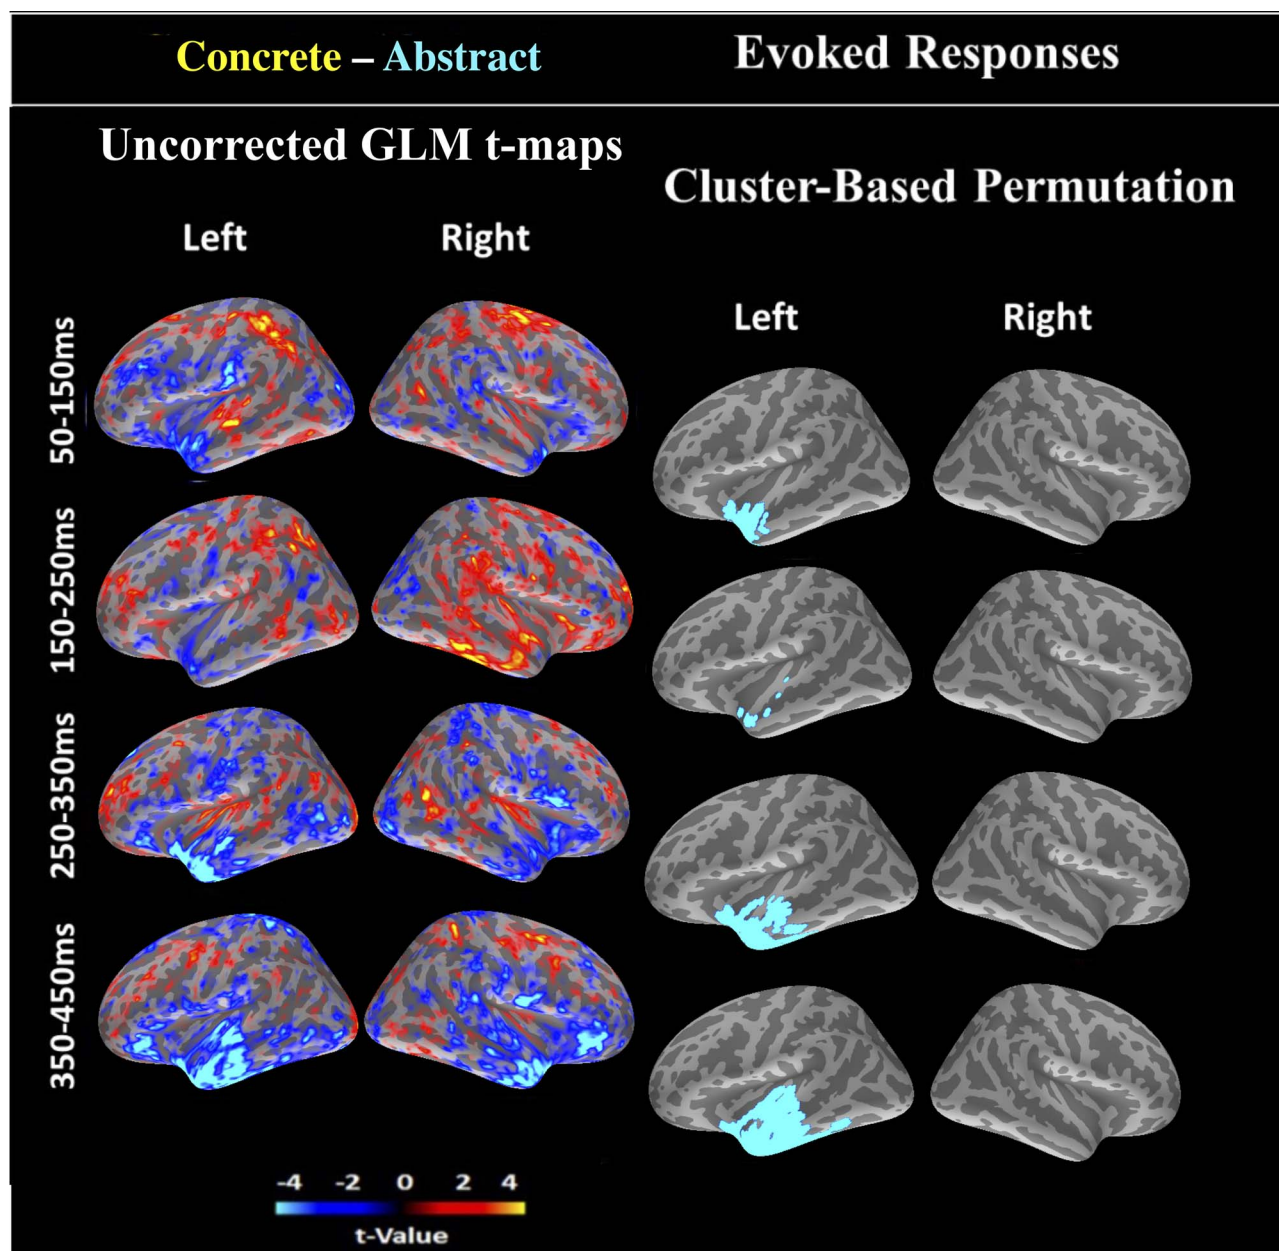 Concrete – Abstract
Evoked Responses
Uncorrected GLM t-maps
Cluster-Based Permutation
Left Right
Left Right
50-150ms
150-250ms
250-350ms
350-450ms
-4 -2 0 2 4
t-Value